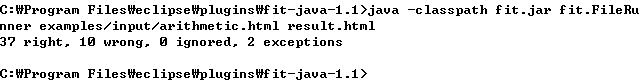 C:₩Program Files₩eclipse₩plugins₩fit-java-1.1>java -classpath fit.jar fit.FileRu
nner examples/input/arithmetic.html result.html
37 right, 10 wrong, 0 ignored, 2 exceptions
C:₩Program Files₩eclipse₩plugins₩fit-java-1.1>